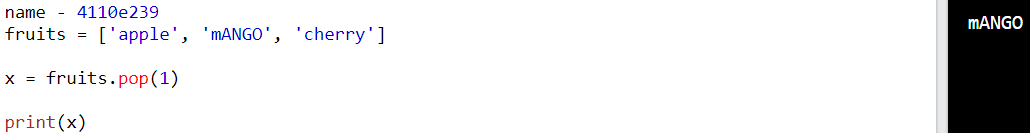 name - 4110e239
fruits = ['apple', 'mANGO', 'cherry']
x = fruits.pop(1)
print(x)
mANGO